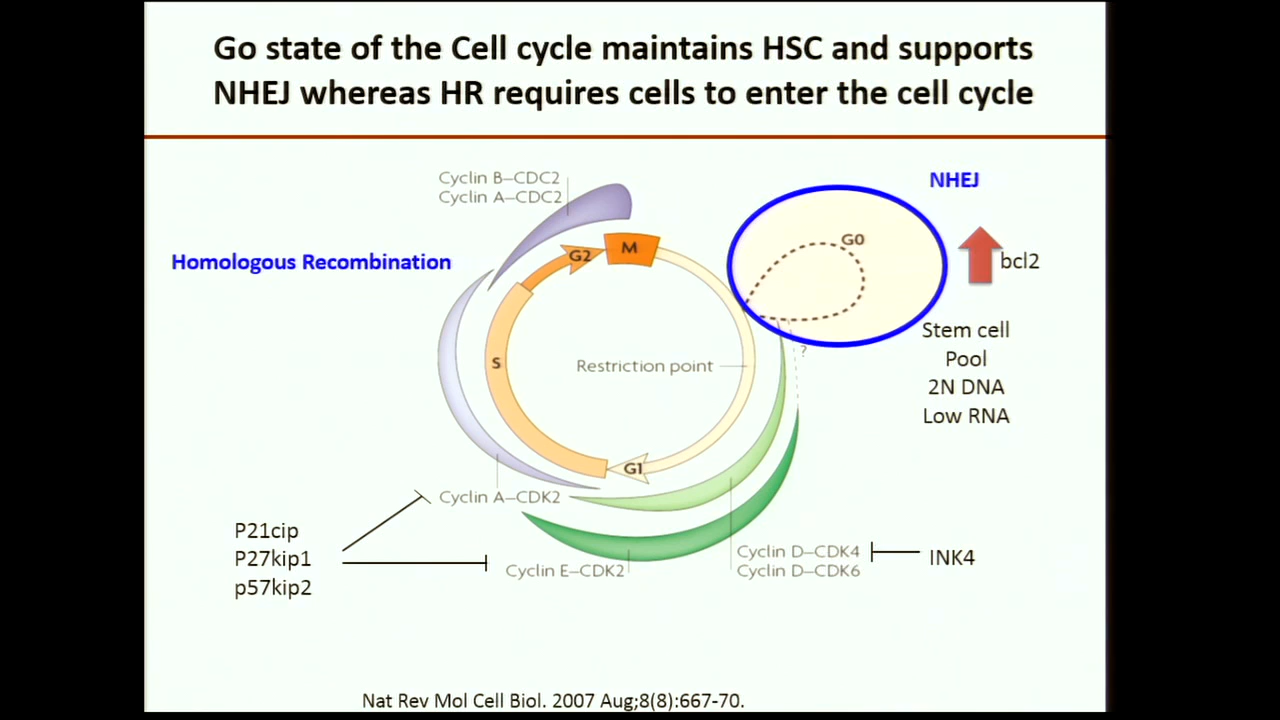 Go state of the Cell cycle maintains HSC and supports
NHEJ whereas HR requires cells to enter the cell cycle
Cyclin B–CDC2
Cyclin A–CDC2
NHEJ
Homologous Recombination
G2
M
G0
bcl2
Stem cell
Pool
2N DNA
Low RNA
?
S
Restriction point
G1
Cyclin A–CDK2
P21cip
P27kip1
p57kip2
Cyclin E–CDK2
Cyclin D–CDK4
Cyclin D–CDK6
INK4
Nat Rev Mol Cell Biol. 2007 Aug;8(8):667-70.